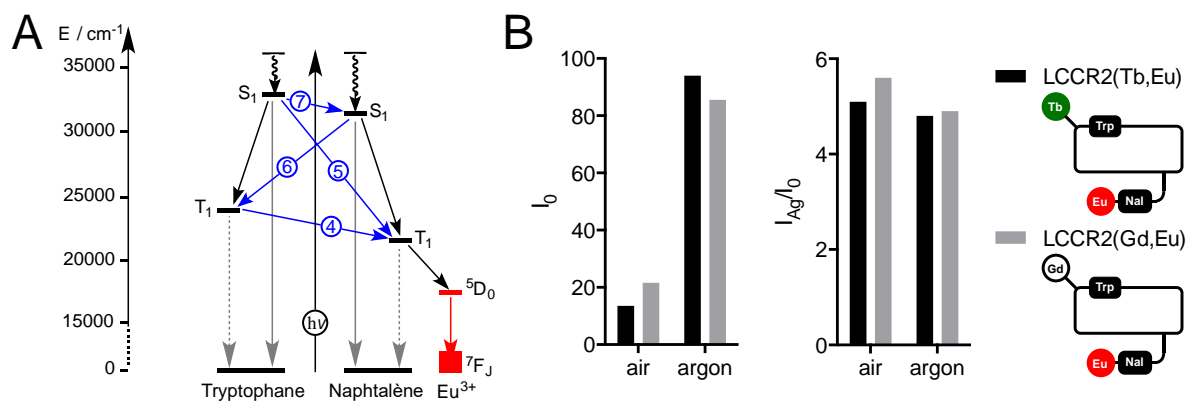 A
E / cm-1
35000
30000
25000
20000
15000
0
S1
7
S1
6
5
T1
4
T1
5D0
hν
7FJ
Tryptophane
Naphtalène
Eu3+
B
I0
100
80
60
40
20
0
air
argon
IAg/I0
6
4
2
0
air
argon
LCCR2(Tb,Eu)
Tb
Trp
Eu
Nal
LCCR2(Gd,Eu)
Gd
Trp
Eu
Nal